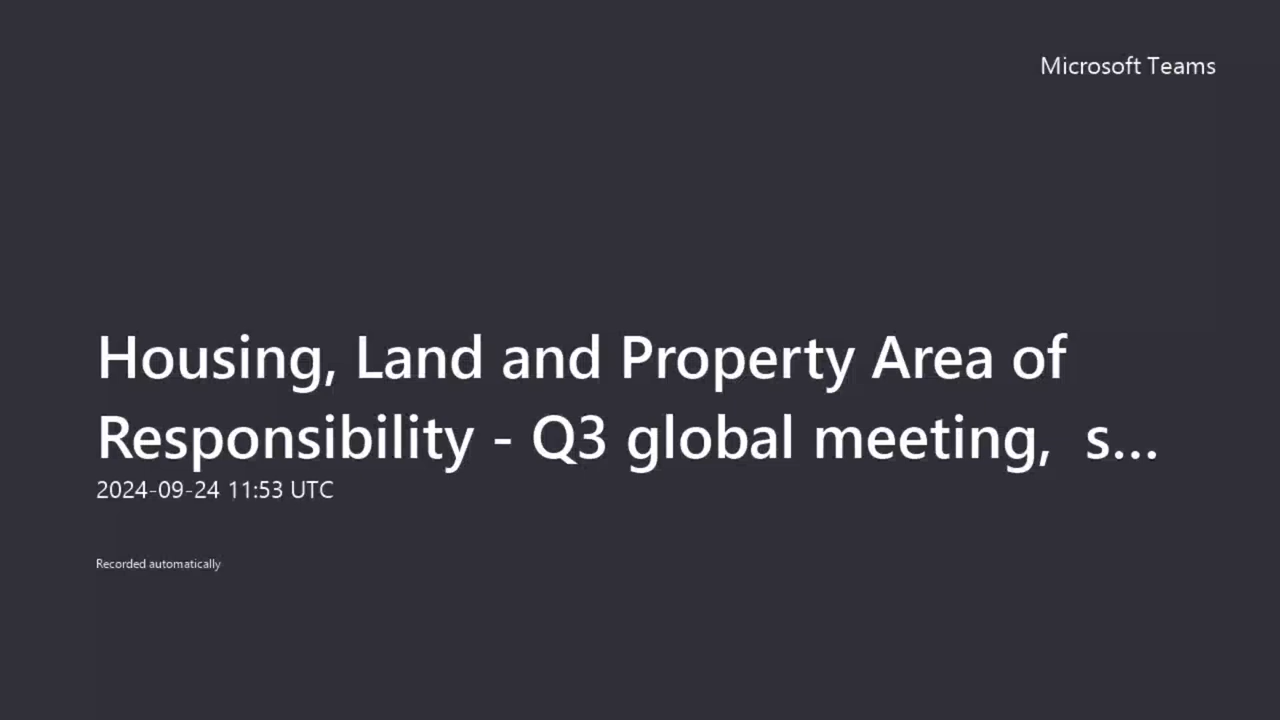 Microsoft Teams
Housing, Land and Property Area of
Responsibility - Q3 global meeting,  s...
2024-09-24 11:53 UTC
Recorded automatically